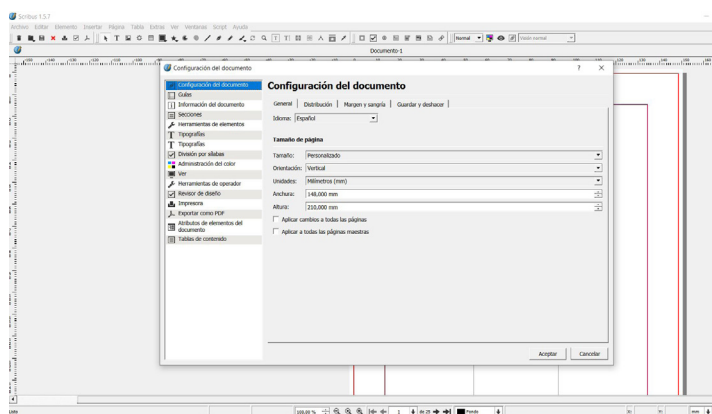 Scribus 1.5.7
Archivo Editar Elemento Insertar Página Tabla Extras Ver Ventanas Script Ayuda
Normal Visión normal
Documento-1
Configuración del documento
? ×
Configuración del documento
Guías
Información del documento
Secciones
Herramientas de elementos
Tipografías
Tipografías
División por sílabas
Administración del color
Ver
Herramientas de operador
Revisor de diseño
Impresora
Exportar como PDF
Atributos de elementos del
documento
Tablas de contenido
Configuración del documento
General Distribución Margen y sangría Guardar y deshacer
Idioma: Español
Tamaño de página
Tamaño: Personalizado
Orientación: Vertical
Unidades: Milímetros (mm)
Anchura: 148,000 mm
Altura: 210,000 mm
Aplicar cambios a todas las páginas
Aplicar a todas las páginas maestras
Aceptar Cancelar
Lista 100,00 % 1 de 25 Fondo X: Y: mm